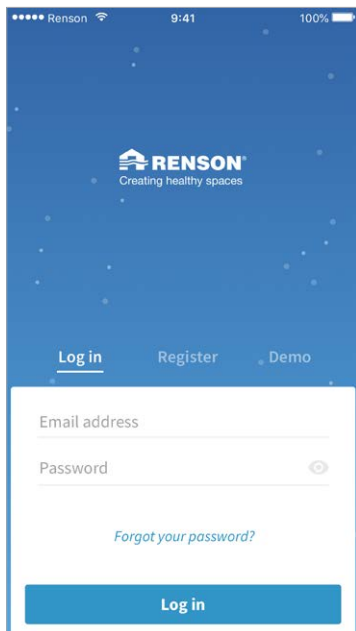 Renson 9:41 100%
RENSON®
Creating healthy spaces
Log in Register Demo
Email address
Password
Forgot your password?
Log in